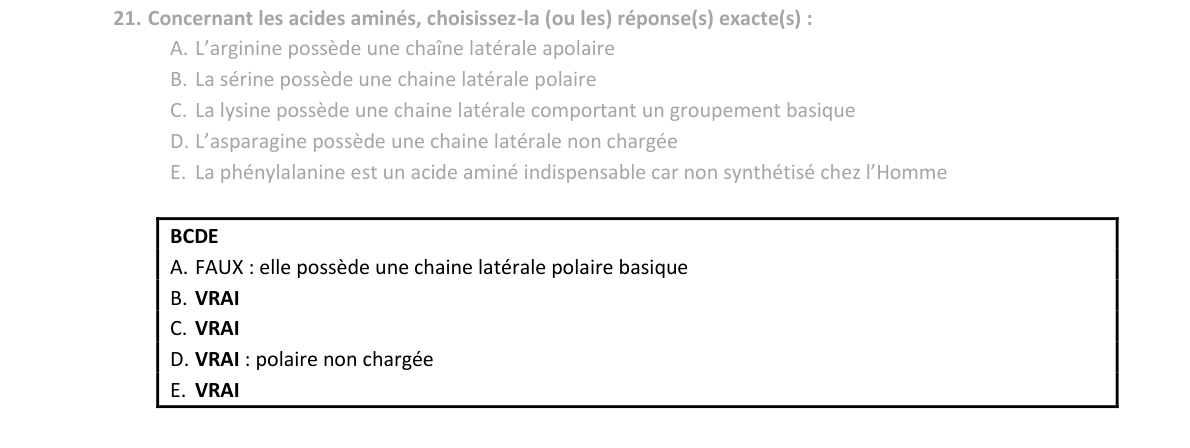 21. Concernant les acides aminés, choisissez-la (ou les) réponse(s) exacte(s) :
A. L’arginine possède une chaîne latérale apolaire
B. La sérine possède une chaine latérale polaire
C. La lysine possède une chaine latérale comportant un groupement basique
D. L’asparagine possède une chaine latérale non chargée
E. La phénylalanine est un acide aminé indispensable car non synthétisé chez l’Homme
BCDE
A. FAUX : elle possède une chaine latérale polaire basique
B. VRAI
C. VRAI
D. VRAI : polaire non chargée
E. VRAI